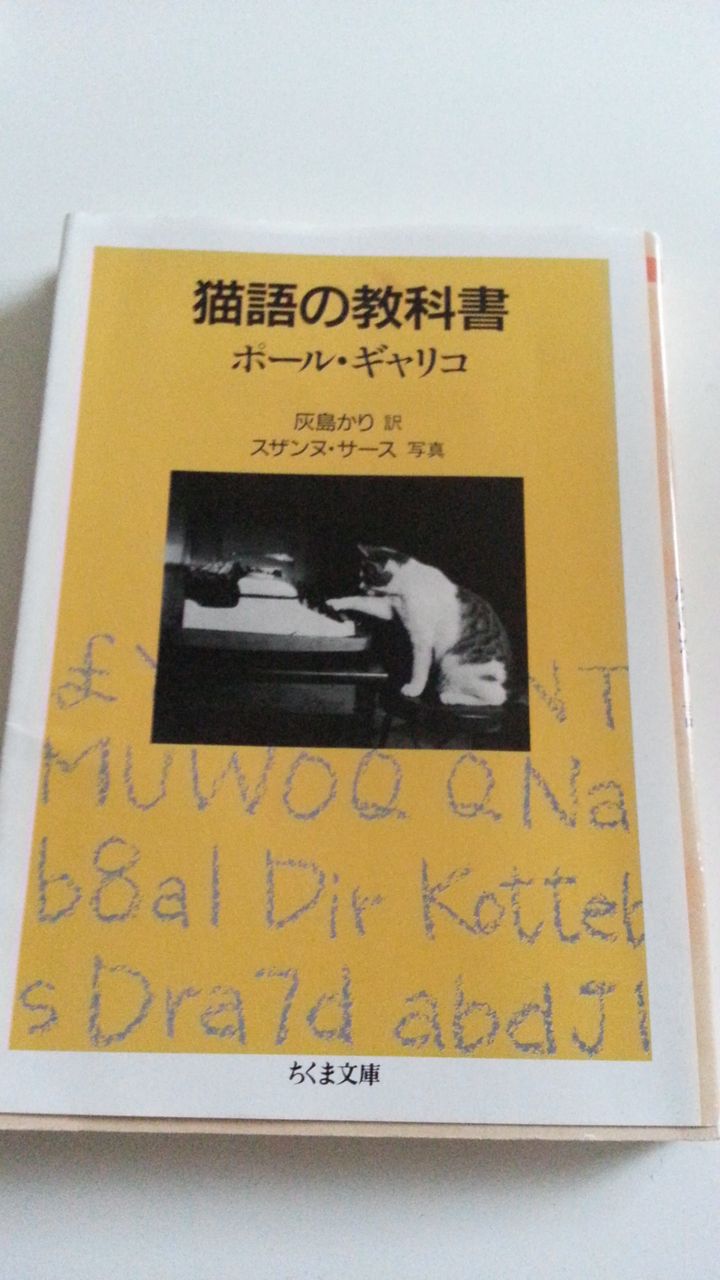 猫語の教科書
ポール・ギャリコ
灰島かり 訳
スザンヌ・サース 写真
£ NT
MUWOQ QNa
b8al Dir Kotteb
s Dra7d abdJl
ちくま文庫